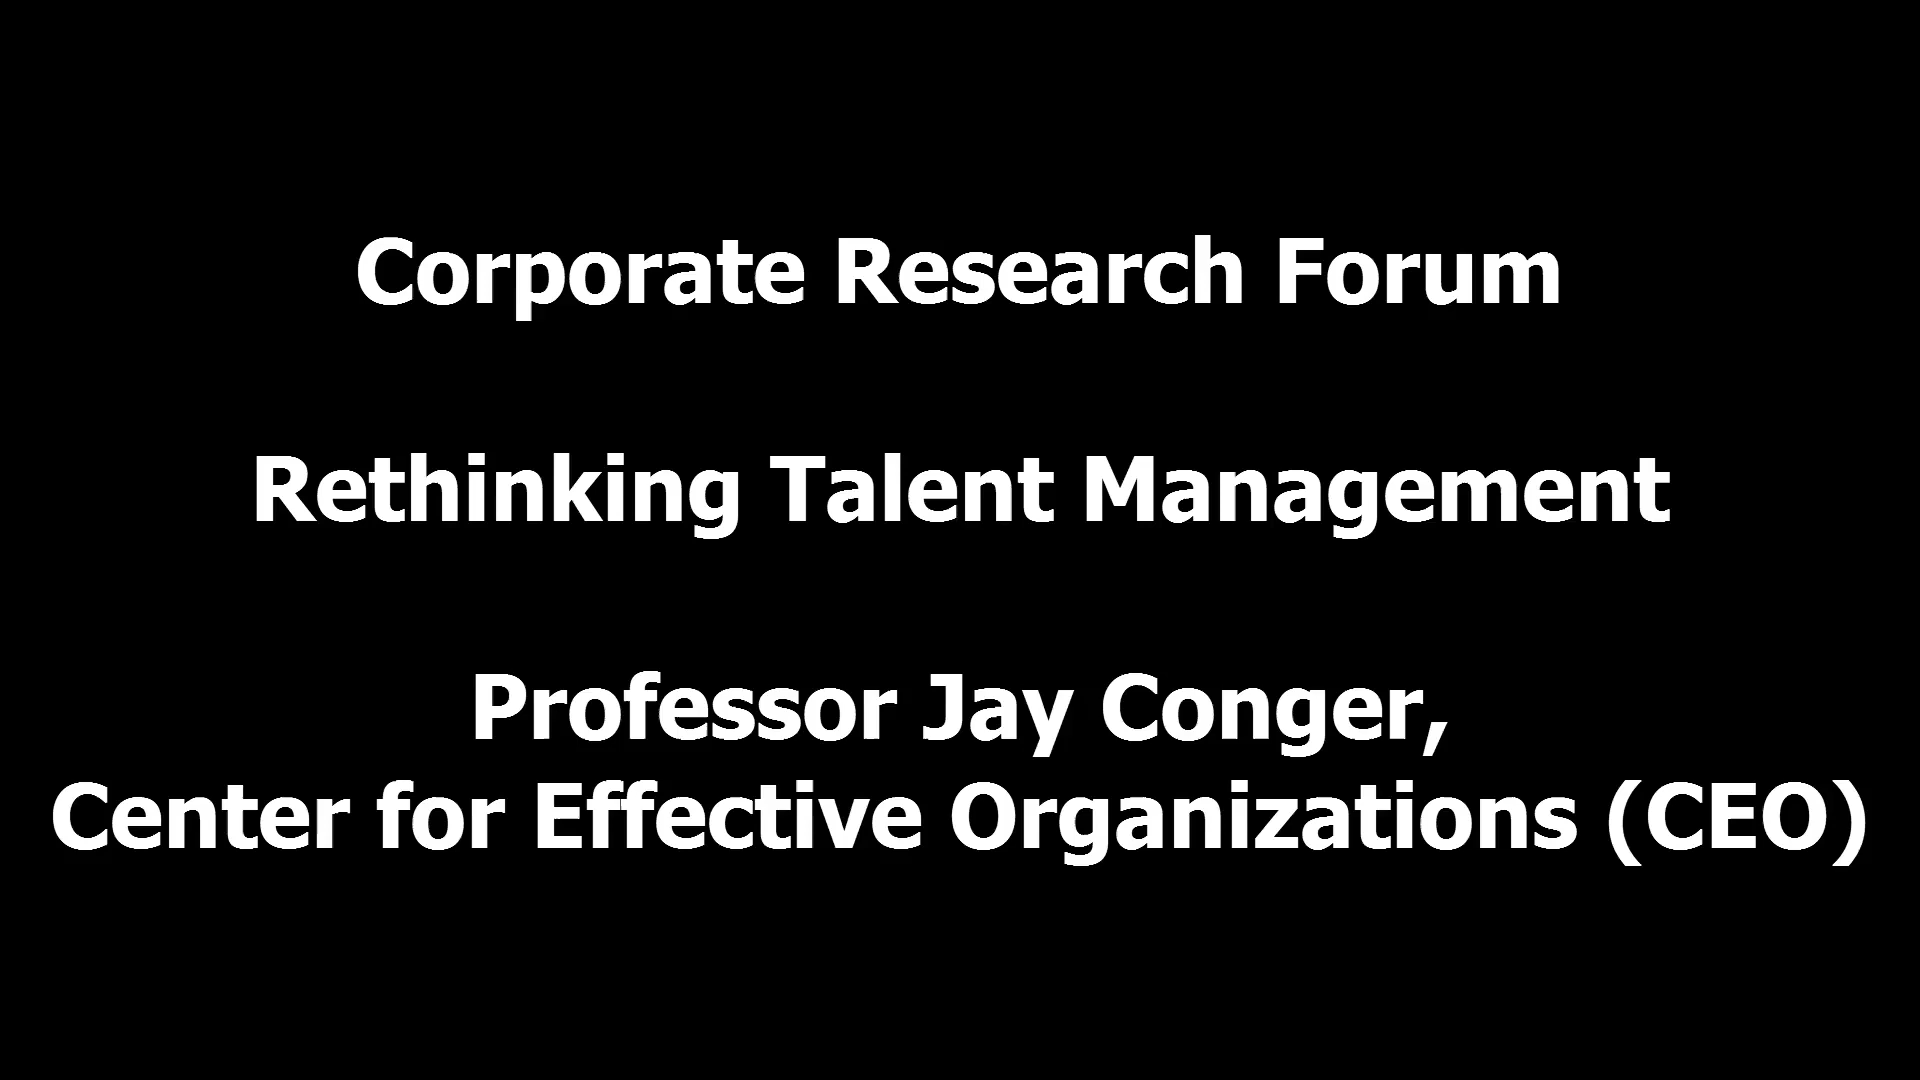 Corporate Research Forum
Rethinking Talent Management
Professor Jay Conger,
Center for Effective Organizations (CEO)